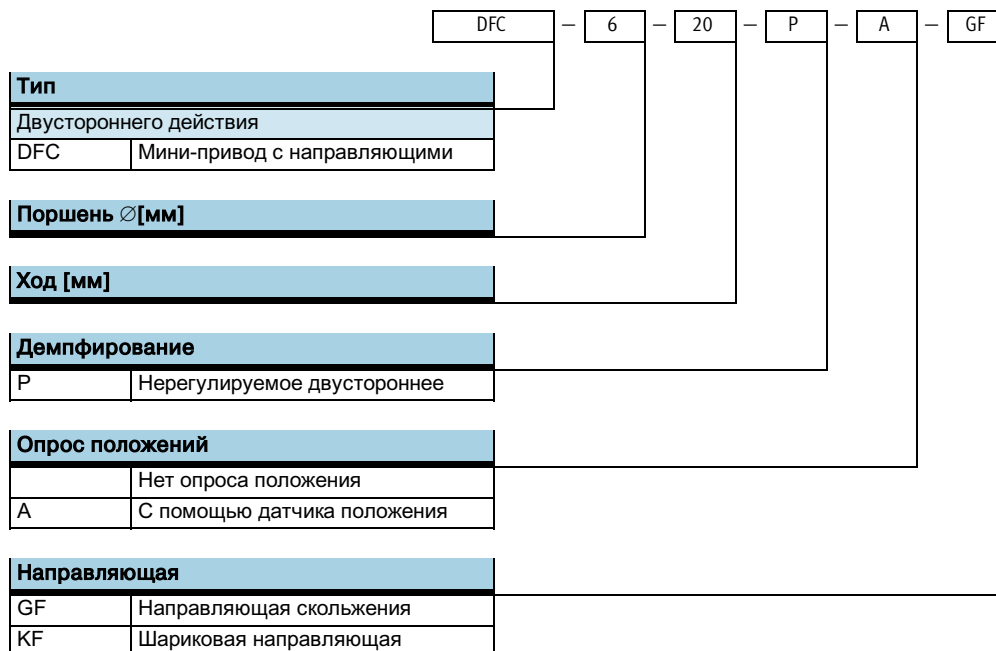 DFC – 6 – 20 – P – A – GF
Тип
Двустороннего действия
DFC Мини-привод с направляющими
Поршень ∅[мм]
Ход [мм]
Демпфирование
P Нерегулируемое двустороннее
Опрос положений
Нет опроса положения
A С помощью датчика положения
Направляющая
GF Направляющая скольжения
KF Шариковая направляющая